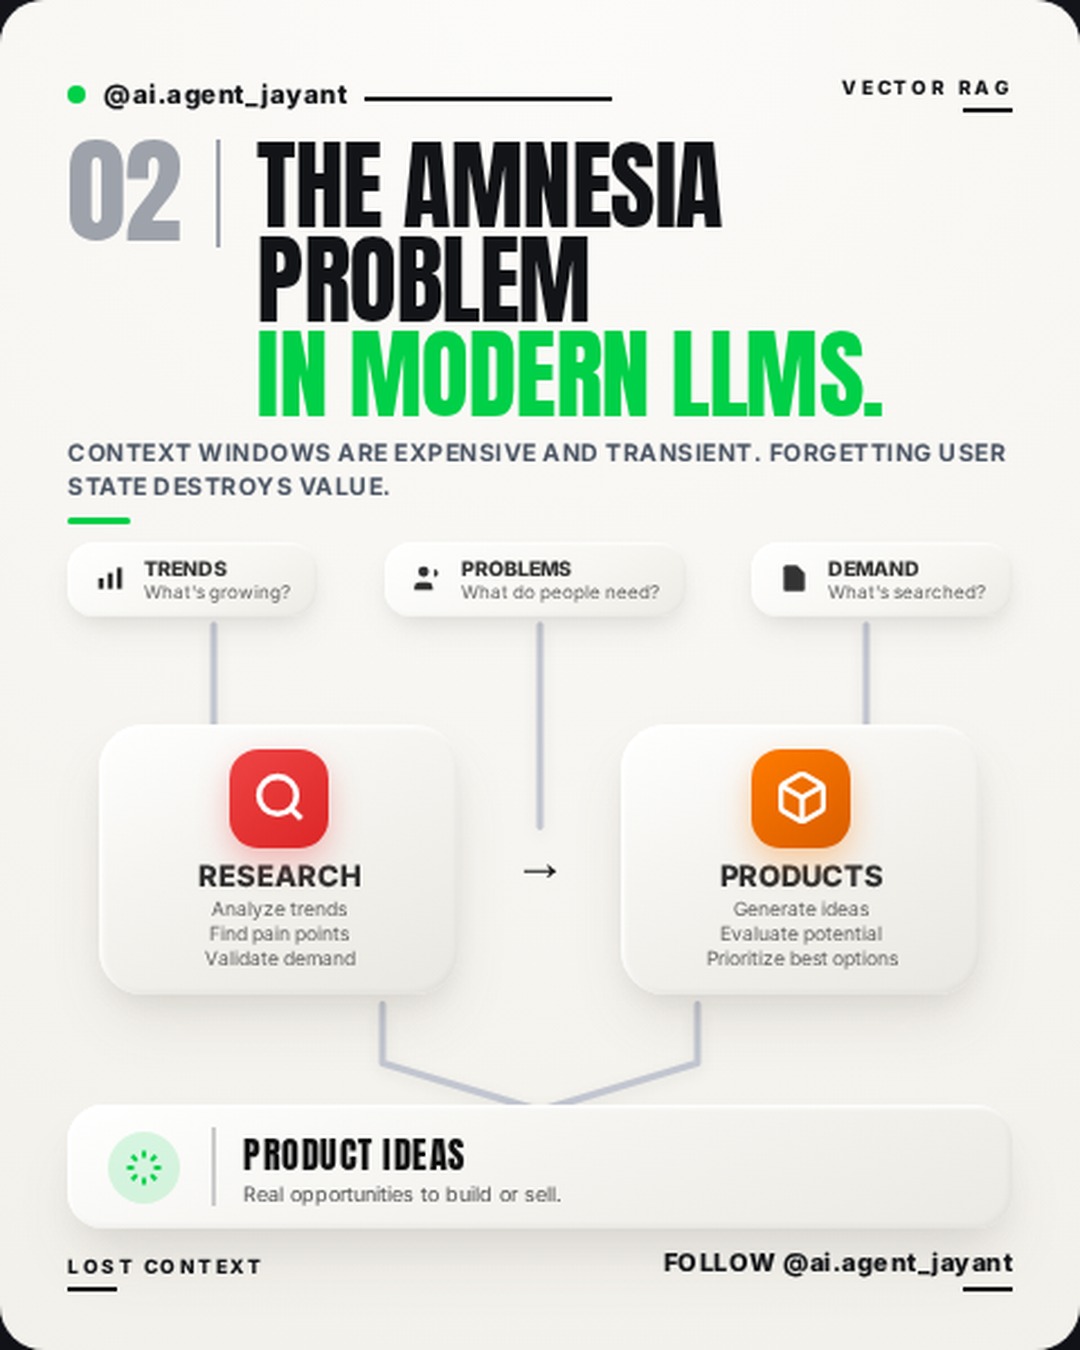 @ai.agent_jayant
VECTOR RAG
02
THE AMNESIA
PROBLEM
IN MODERN LLMS.
CONTEXT WINDOWS ARE EXPENSIVE AND TRANSIENT. FORGETTING USER
STATE DESTROYS VALUE.
TRENDS
What's growing?
PROBLEMS
What do people need?
DEMAND
What's searched?
RESEARCH
Analyze trends
Find pain points
Validate demand
→
PRODUCTS
Generate ideas
Evaluate potential
Prioritize best options
PRODUCT IDEAS
Real opportunities to build or sell.
LOST CONTEXT
FOLLOW @ai.agent_jayant